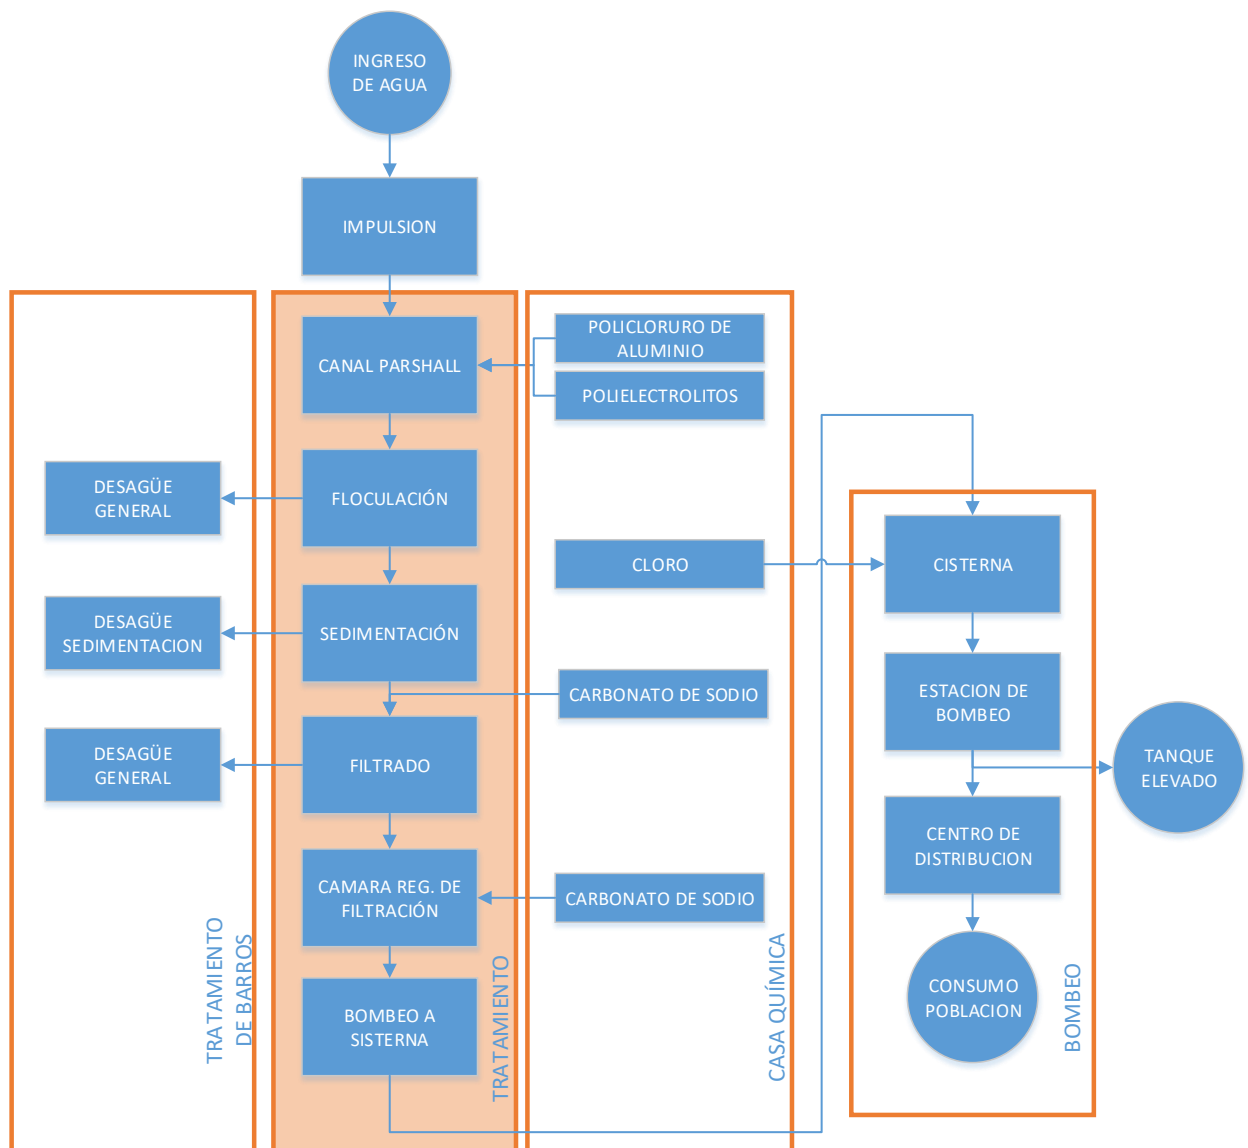 INGRESO
DE AGUA
IMPULSION
CANAL PARSHALL
POLICLORURO DE
ALUMINIO
POLIELECTROLITOS
DESAGÜE
GENERAL
FLOCULACIÓN
CLORO
CISTERNA
DESAGÜE
SEDIMENTACION
SEDIMENTACIÓN
CARBONATO DE SODIO
ESTACION DE
BOMBEO
DESAGÜE
GENERAL
FILTRADO
TANQUE
ELEVADO
CENTRO DE
DISTRIBUCION
CAMARA REG. DE
FILTRACIÓN
CARBONATO DE SODIO
CONSUMO
POBLACION
BOMBEO A
SISTERNA
TRATAMIENTO
DE BARROS
TRATAMIENTO
CASA QUÍMICA
BOMBEO